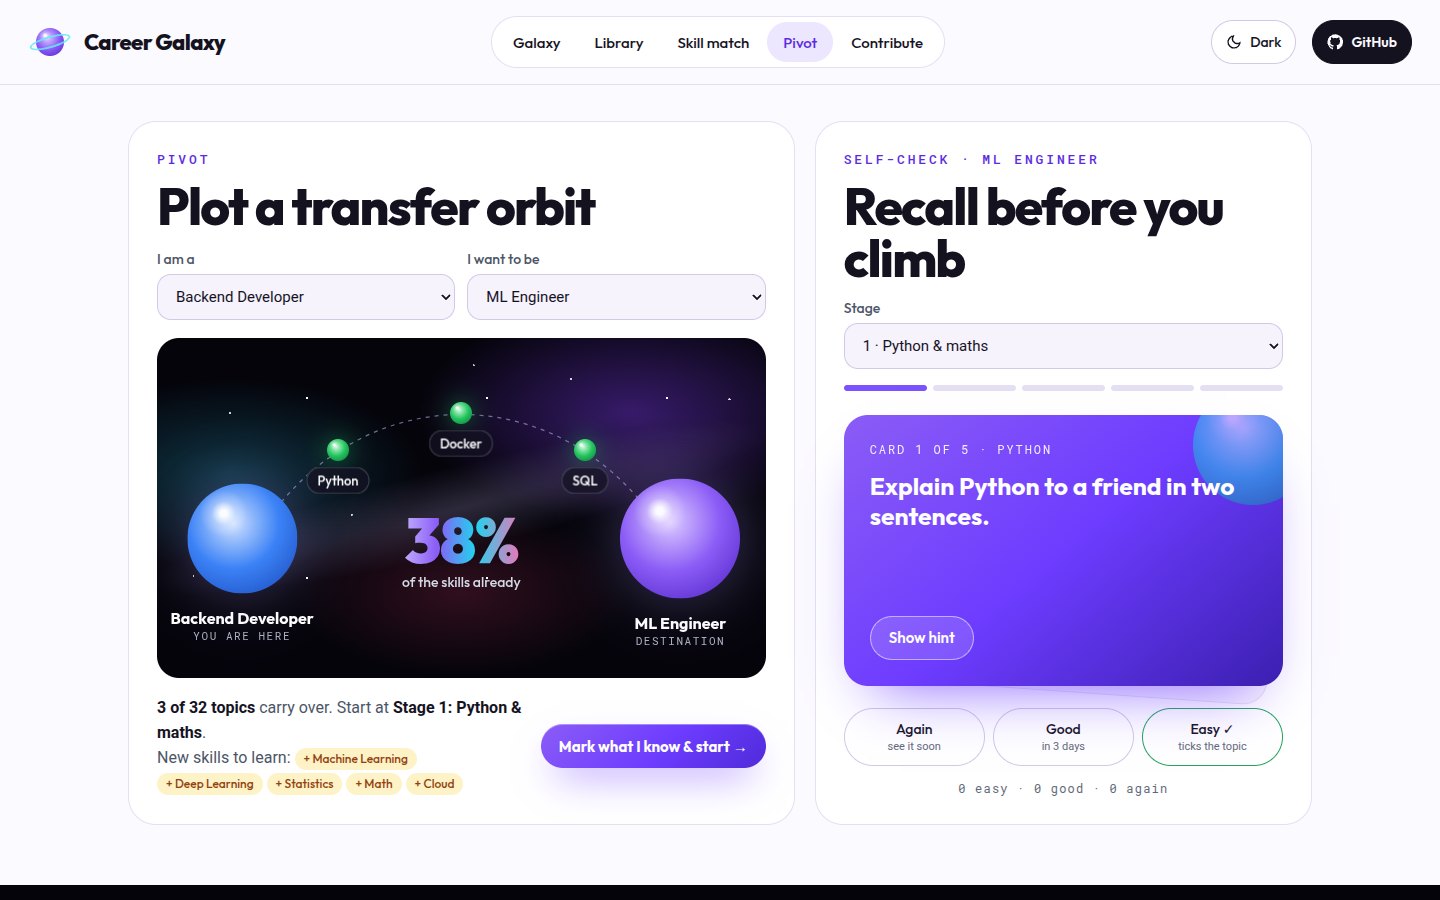 Career Galaxy
Galaxy
Library
Skill match
Pivot
Contribute
Dark
GitHub
PIVOT
Plot a transfer orbit
I am a
I want to be
Backend Developer
ML Engineer
Docker
Python
SQL
38%
of the skills already
Backend Developer
YOU ARE HERE
ML Engineer
DESTINATION
3 of 32 topics carry over. Start at Stage 1: Python &
maths.
New skills to learn: + Machine Learning
+ Deep Learning + Statistics + Math + Cloud
Mark what I know & start →
SELF-CHECK · ML ENGINEER
Recall before you
climb
Stage
1 · Python & maths
CARD 1 OF 5 · PYTHON
Explain Python to a friend in two
sentences.
Show hint
Again
see it soon
Good
in 3 days
Easy ✓
ticks the topic
0 easy · 0 good · 0 again